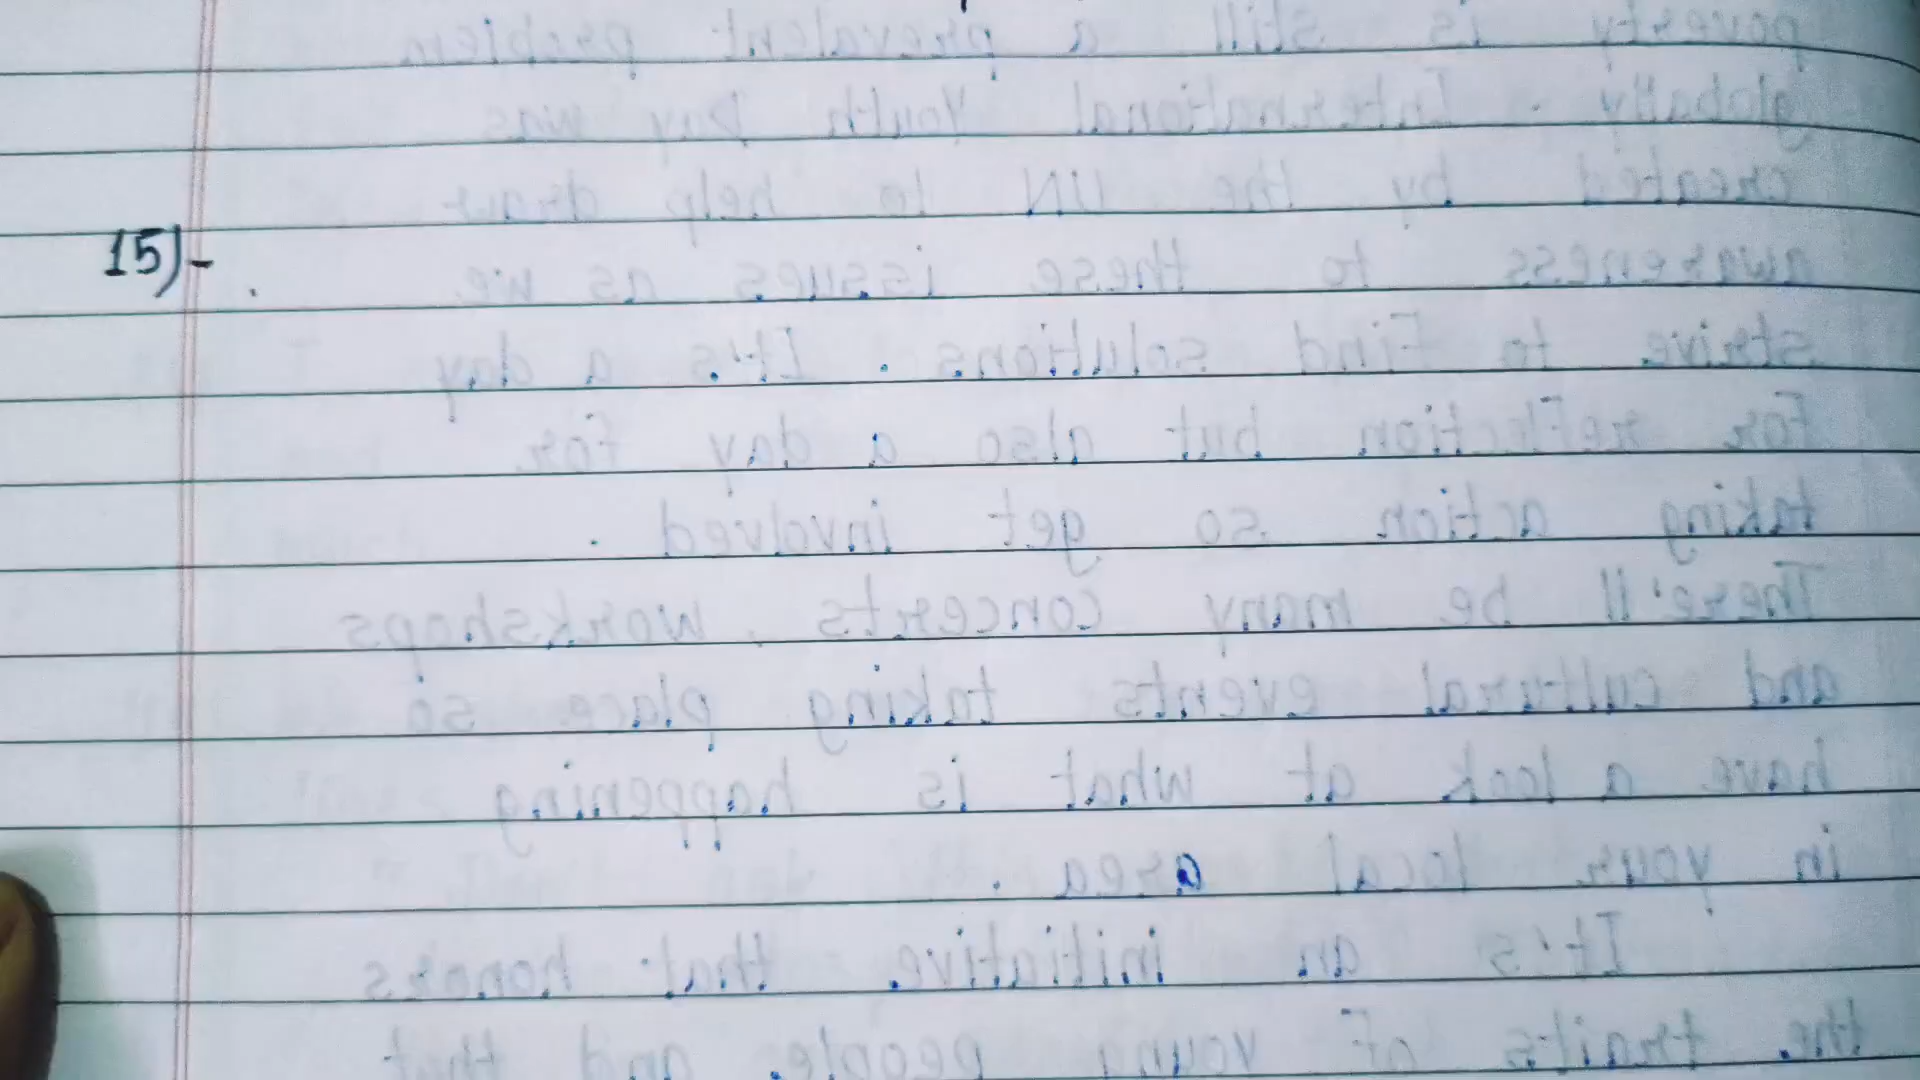 poverty is still a prevalent problem
globally. International Youth Day was
created by the UN to help draw
15)-
awareness to these issues as we
strive to find solutions. It's a day
for reflection but also a day for
taking action so get involved.
There'll be many concerts, workshops
and cultural events taking place so
have a look at what is happening
in your local area.
It's an initiative that honors
the traits of young people and that